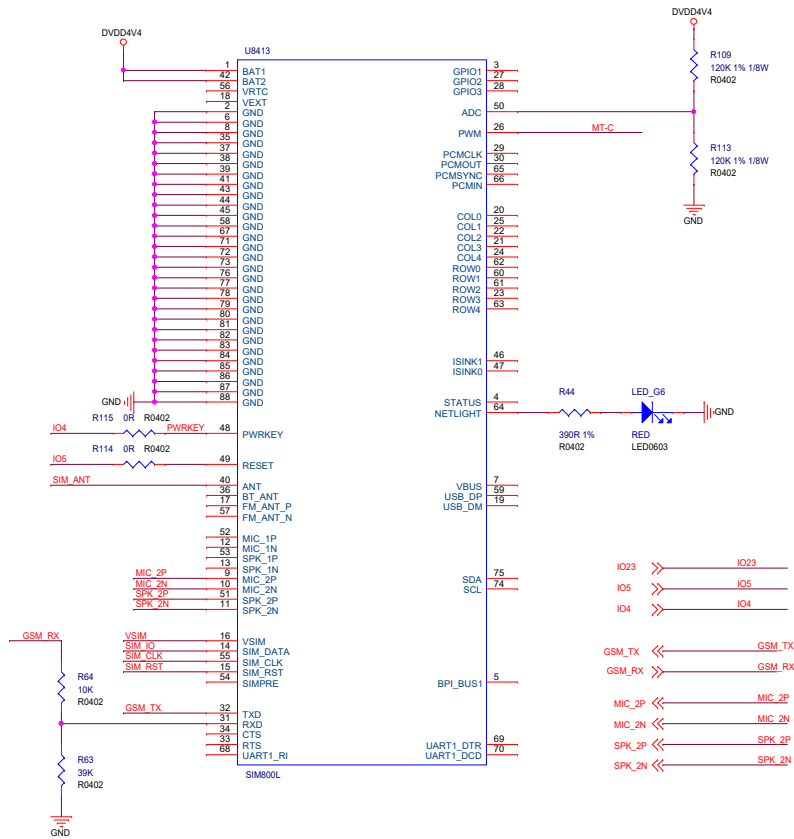 DVDD4V4
DVDD4V4
U8413
1 BAT1
42 BAT2
56 VRTC
18 VEXT
2 GND
6 GND
8 GND
35 GND
37 GND
38 GND
39 GND
41 GND
43 GND
44 GND
45 GND
58 GND
67 GND
71 GND
72 GND
73 GND
76 GND
77 GND
78 GND
79 GND
80 GND
81 GND
82 GND
83 GND
84 GND
85 GND
86 GND
87 GND
88 GND
GND
R115 0R R0402
IO4 PWRKEY 48 PWRKEY
R114 0R R0402
IO5 49 RESET
SIM_ANT 40 ANT
36 BT_ANT
17 FM_ANT_P
57 FM_ANT_N
52 MIC_1P
12 MIC_1N
53 SPK_1P
13 SPK_1N
MIC_2P 9 MIC_2P
MIC_2N 10 MIC_2N
SPK_2P 51 SPK_2P
SPK_2N 11 SPK_2N
GSM_RX
VSIM 16 VSIM
SIM_IO 14 SIM_DATA
SIM_CLK 55 SIM_CLK
SIM_RST 15 SIM_RST
54 SIMPRE
R64
10K
R0402
GSM_TX 32 TXD
31 RXD
34 CTS
33 RTS
68 UART1_RI
R63
39K
R0402
GND
SIM800L
GPIO1 3
GPIO2 27
GPIO3 28
ADC 50
PWM 26 MT-C
PCMCLK 29
PCMOUT 30
PCMSYNC 65
PCMIN 66
COL0 20
COL1 25
COL2 22
COL3 21
COL4 24
ROW0 62
ROW1 60
ROW2 61
ROW3 23
ROW4 63
ISINK1 46
ISINK0 47
STATUS 4
NETLIGHT 64
VBUS 7
USB_DP 59
USB_DM 19
SDA 75
SCL 74
BPI_BUS1 5
UART1_DTR 69
UART1_DCD 70
R109
120K 1% 1/8W
R0402
R113
120K 1% 1/8W
R0402
GND
R44
390R 1%
R0402
LED_G6
RED
LED0603
GND
IO23 IO23
IO5 IO5
IO4 IO4
GSM_TX GSM_TX
GSM_RX GSM_RX
MIC_2P MIC_2P
MIC_2N MIC_2N
SPK_2P SPK_2P
SPK_2N SPK_2N